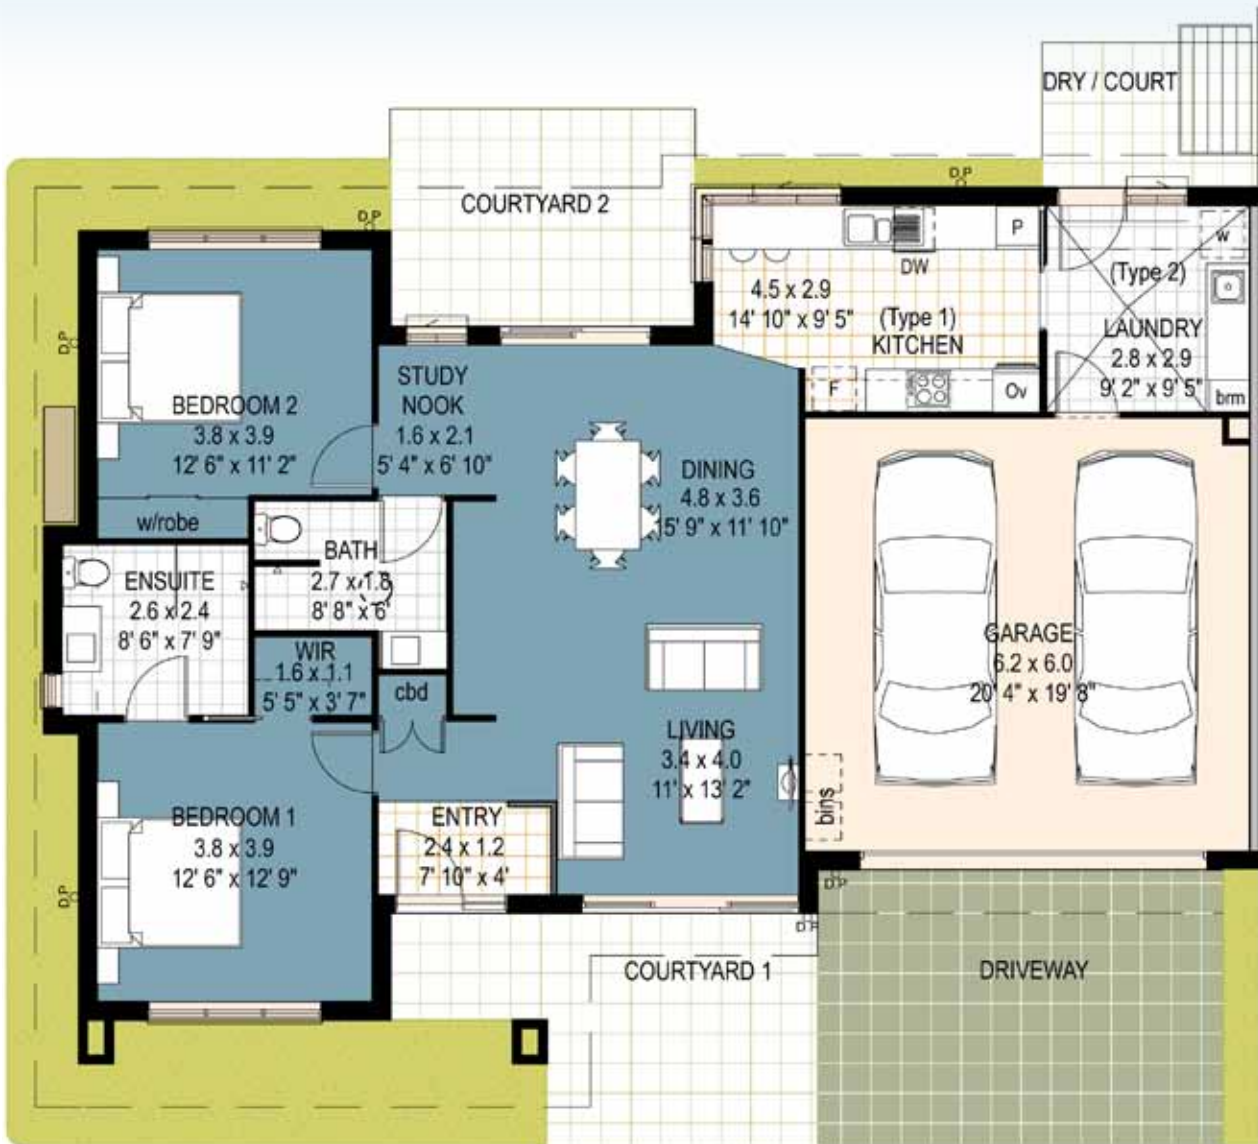 DRY / COURT
D.P
COURTYARD 2
D.P
P
w
DW
(Type 2)
4.5 x 2.9
14' 10" x 9' 5"
(Type 1)
KITCHEN
LAUNDRY
2.8 x 2.9
9' 2" x 9' 5"
F
Ov
brm
D.P
STUDY
NOOK
1.6 x 2.1
5' 4" x 6' 10"
BEDROOM 2
3.8 x 3.9
12' 6" x 11' 2"
w/robe
DINING
4.8 x 3.6
15' 9" x 11' 10"
BATH
2.7 x 1.8
8' 8" x 6'
ENSUITE
2.6 x 2.4
8' 6" x 7' 9"
WIR
1.6 x 1.1
5' 5" x 3' 7"
cbd
GARAGE
6.2 x 6.0
20' 4" x 19' 8"
LIVING
3.4 x 4.0
11' x 13' 2"
bins
BEDROOM 1
3.8 x 3.9
12' 6" x 12' 9"
ENTRY
2.4 x 1.2
7' 10" x 4'
D.P
D.P
D.P
COURTYARD 1
DRIVEWAY